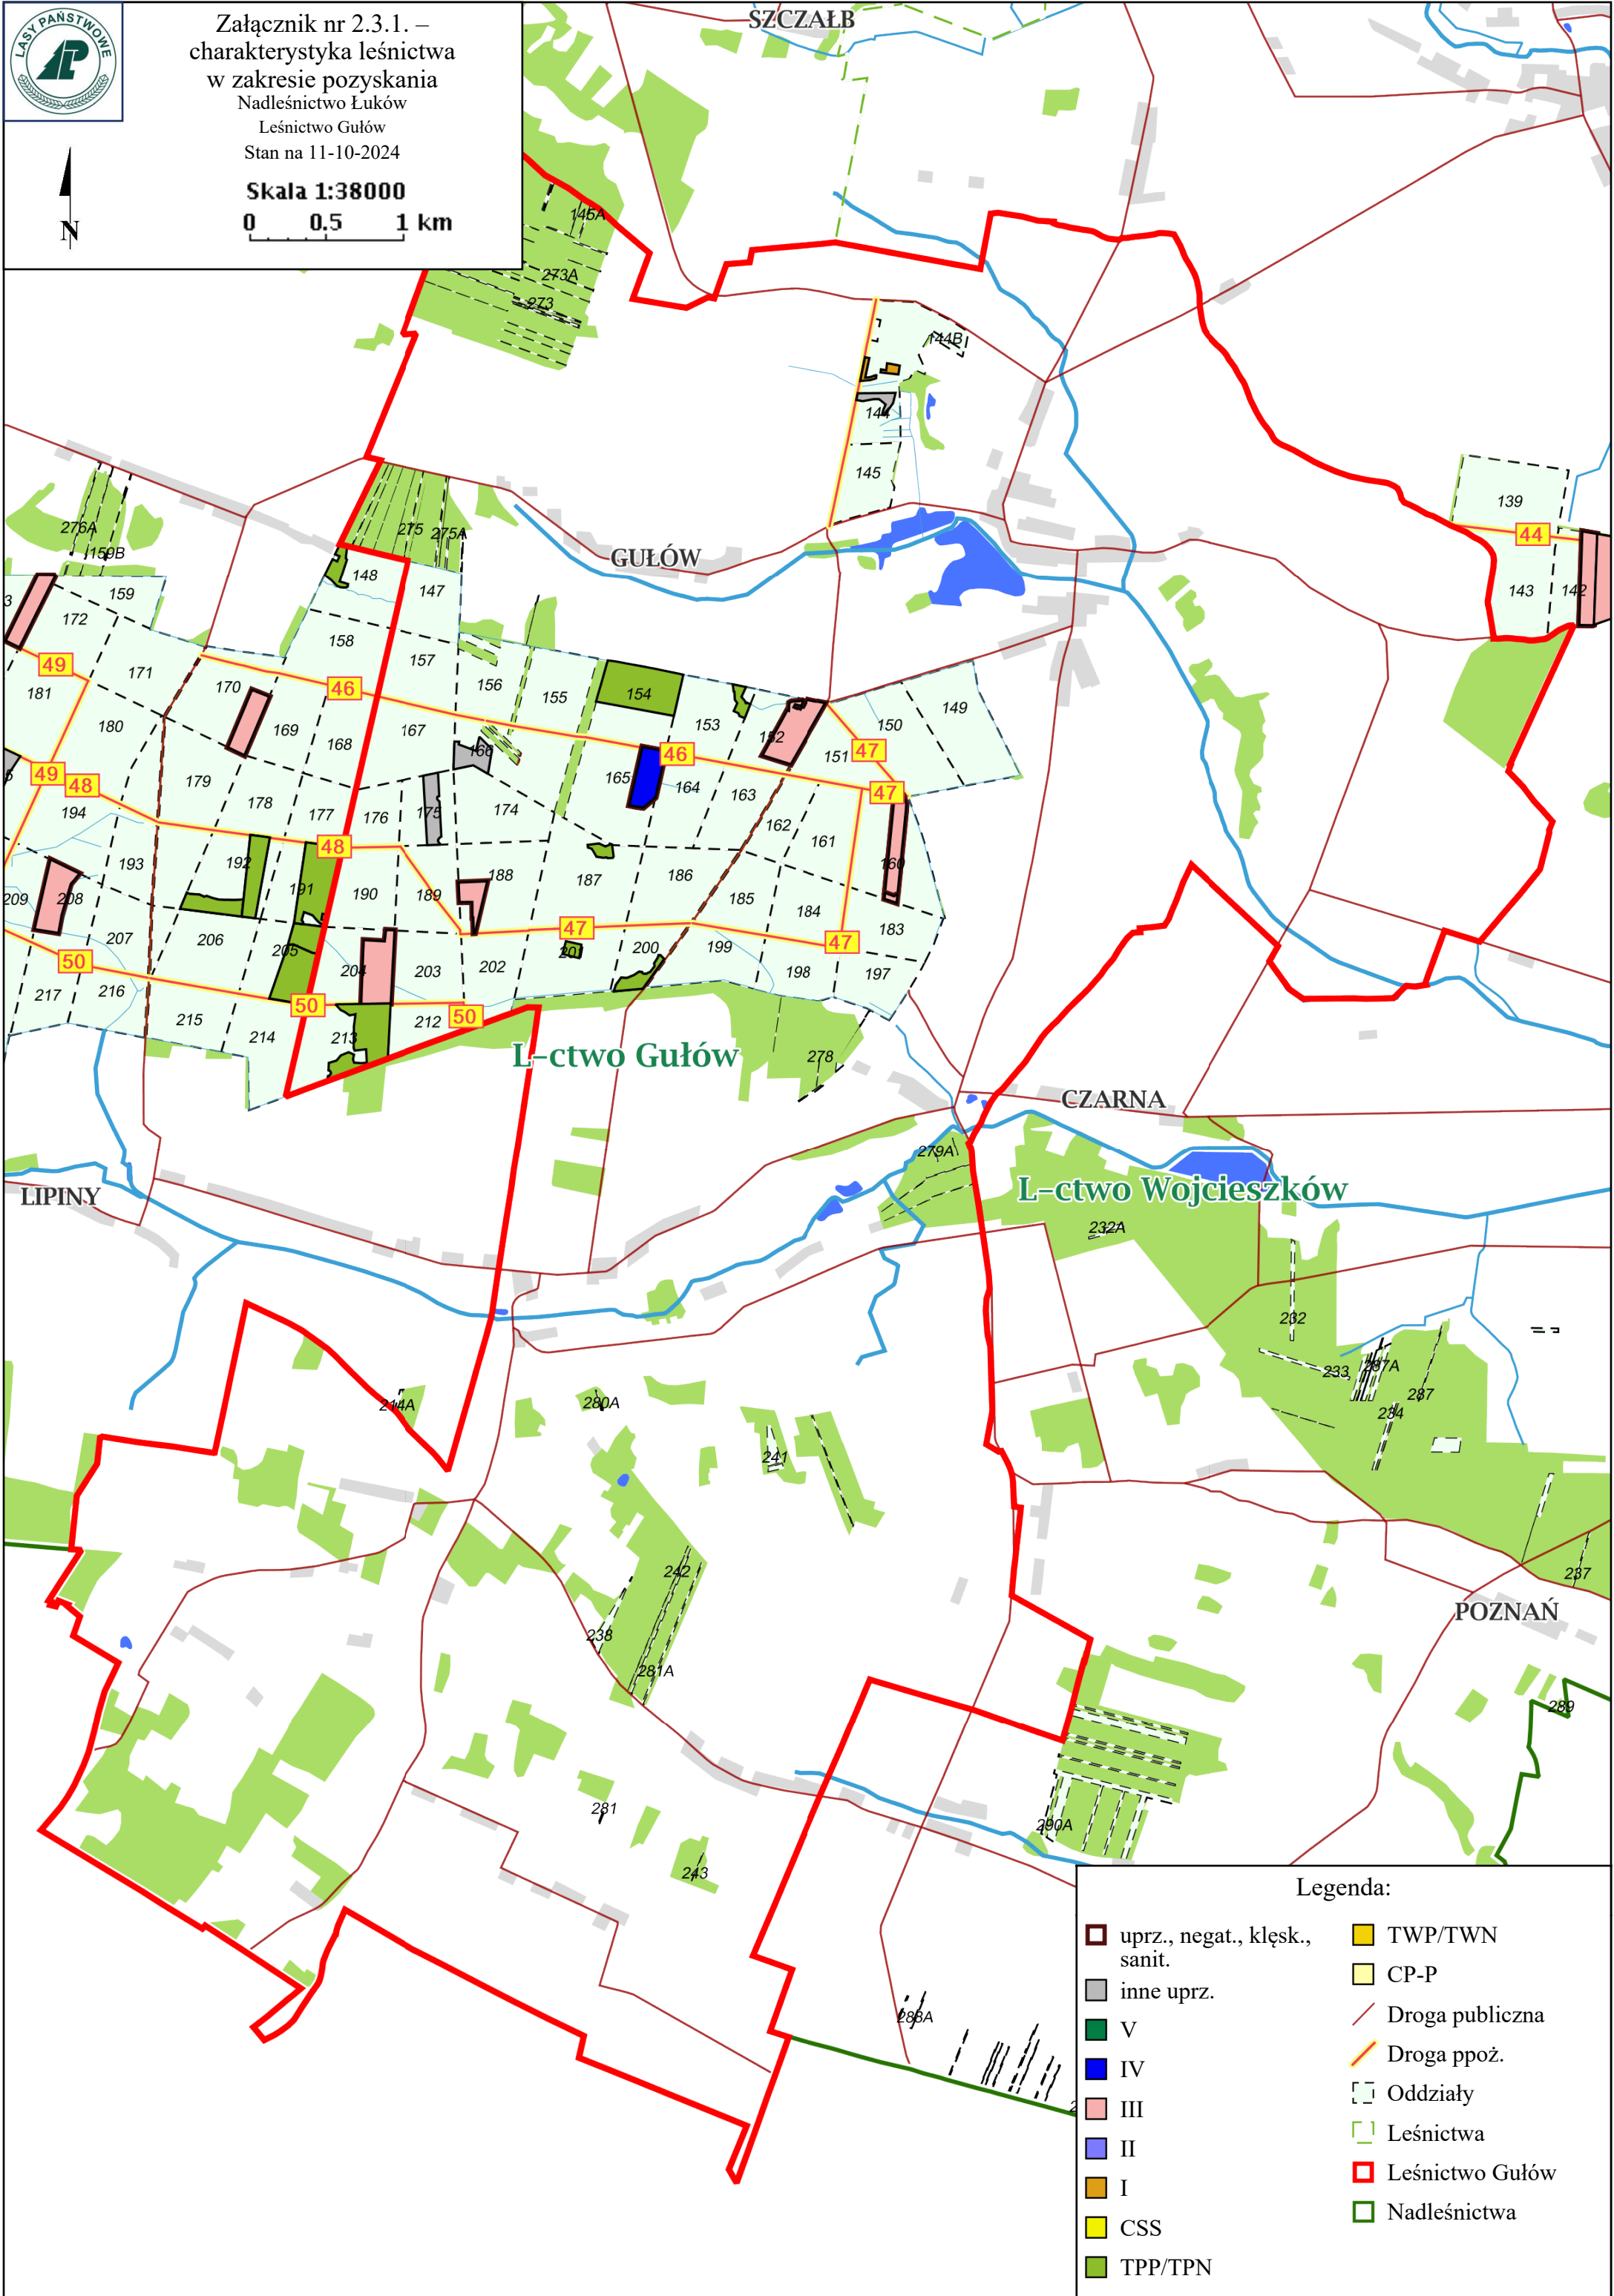 LASY PAŃSTWOWE
Załącznik nr 2.3.1. –
charakterystyka leśnictwa
w zakresie pozyskania
Nadleśnictwo Łuków
Leśnictwo Gułów
Stan na 11-10-2024
Skala 1:38000
0 0.5 1 km
N
SZCZAŁB
145A
273A
273
144B
144
145
139
44
143
142
276A
159B
275
275A
GUŁÓW
148
147
159
172
158
157
171
170
49
181
46
156
155
154
153
152
150
149
180
169
168
167
166
165
46
164
151
47
49
48
179
178
177
176
175
174
163
162
161
47
194
193
192
48
191
190
189
188
187
186
185
184
160
183
209
208
207
206
205
204
203
202
47
201
200
199
47
198
197
50
217
216
215
214
50
213
212
50
L-ctwo Gułów
278
CZARNA
279A
L-ctwo Wojcieszków
LIPINY
232A
232
233
287A
287
234
214A
280A
241
242
237
POZNAŃ
238
281A
289
281
290A
243
288A
Legenda:
uprz., negat., klęsk.,
sanit.
inne uprz.
V
IV
III
II
I
CSS
TPP/TPN
TWP/TWN
CP-P
Droga publiczna
Droga ppoż.
Oddziały
Leśnictwa
Leśnictwo Gułów
Nadleśnictwa